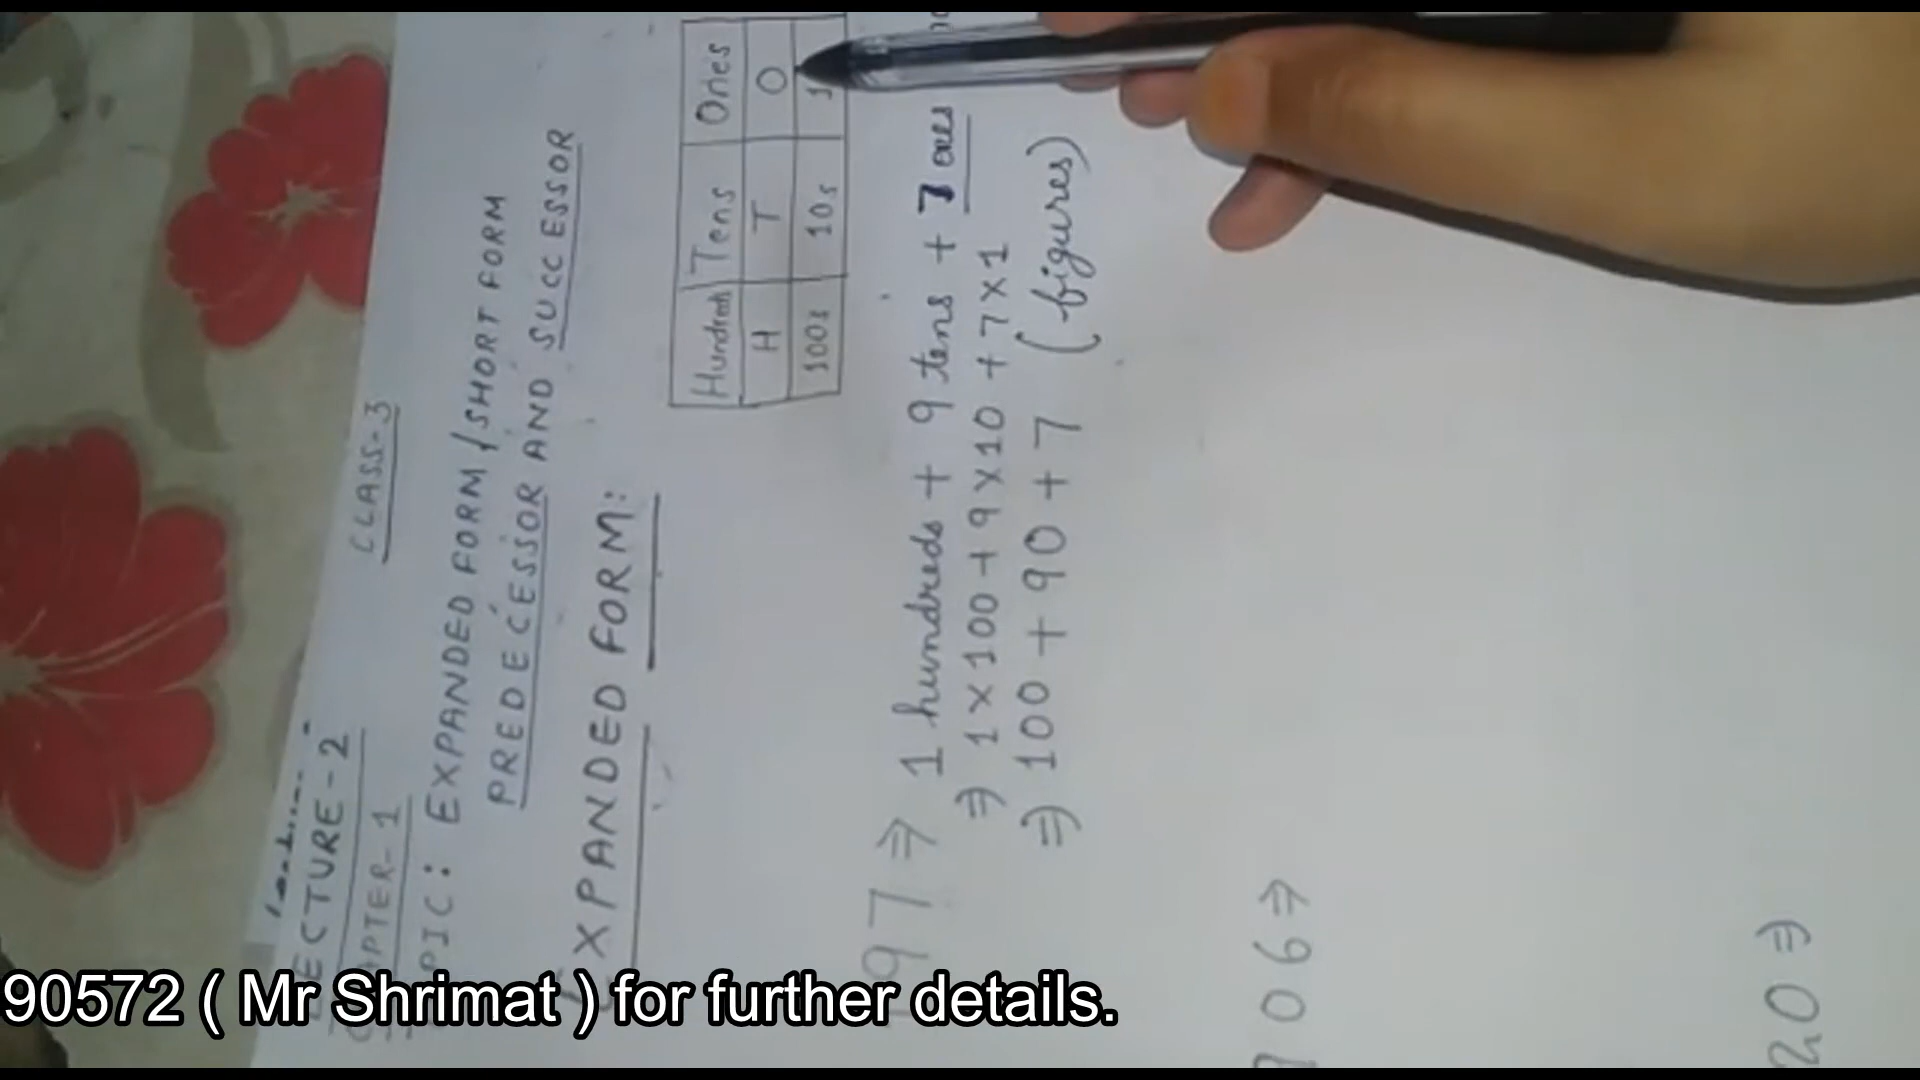 LECTURE-2
CLASS-3
CHAPTER-1
TOPIC: EXPANDED FORM/SHORT FORM
PREDECESSOR AND SUCCESSOR
EXPANDED FORM:
Hundreds Tens Ones
H T O
100s 10s 1
197 ⇒ 1 hundreds + 9 tens + 7 ones
⇒ 1×100+9×10+7×1
⇒ 100+90+7 (figures)
06⇒
20⇒
90572 ( Mr Shrimat ) for further details.